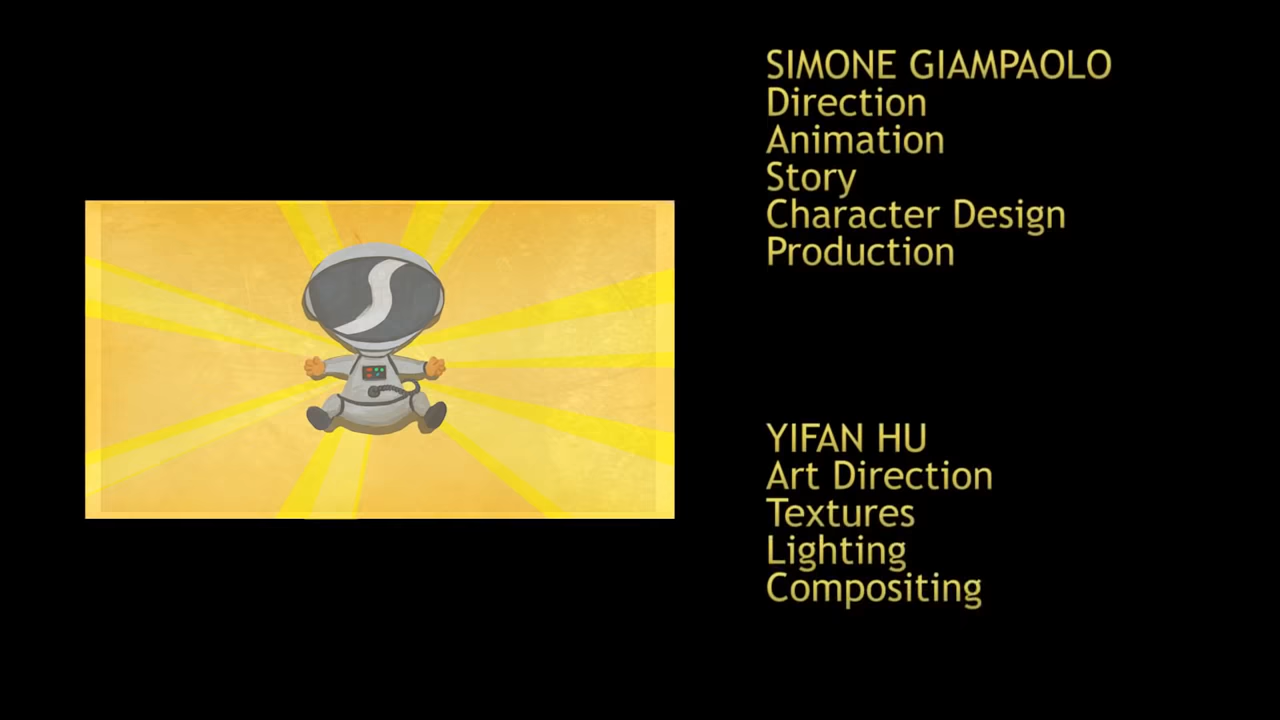 SIMONE GIAMPAOLO
Direction
Animation
Story
Character Design
Production
YIFAN HU
Art Direction
Textures
Lighting
Compositing